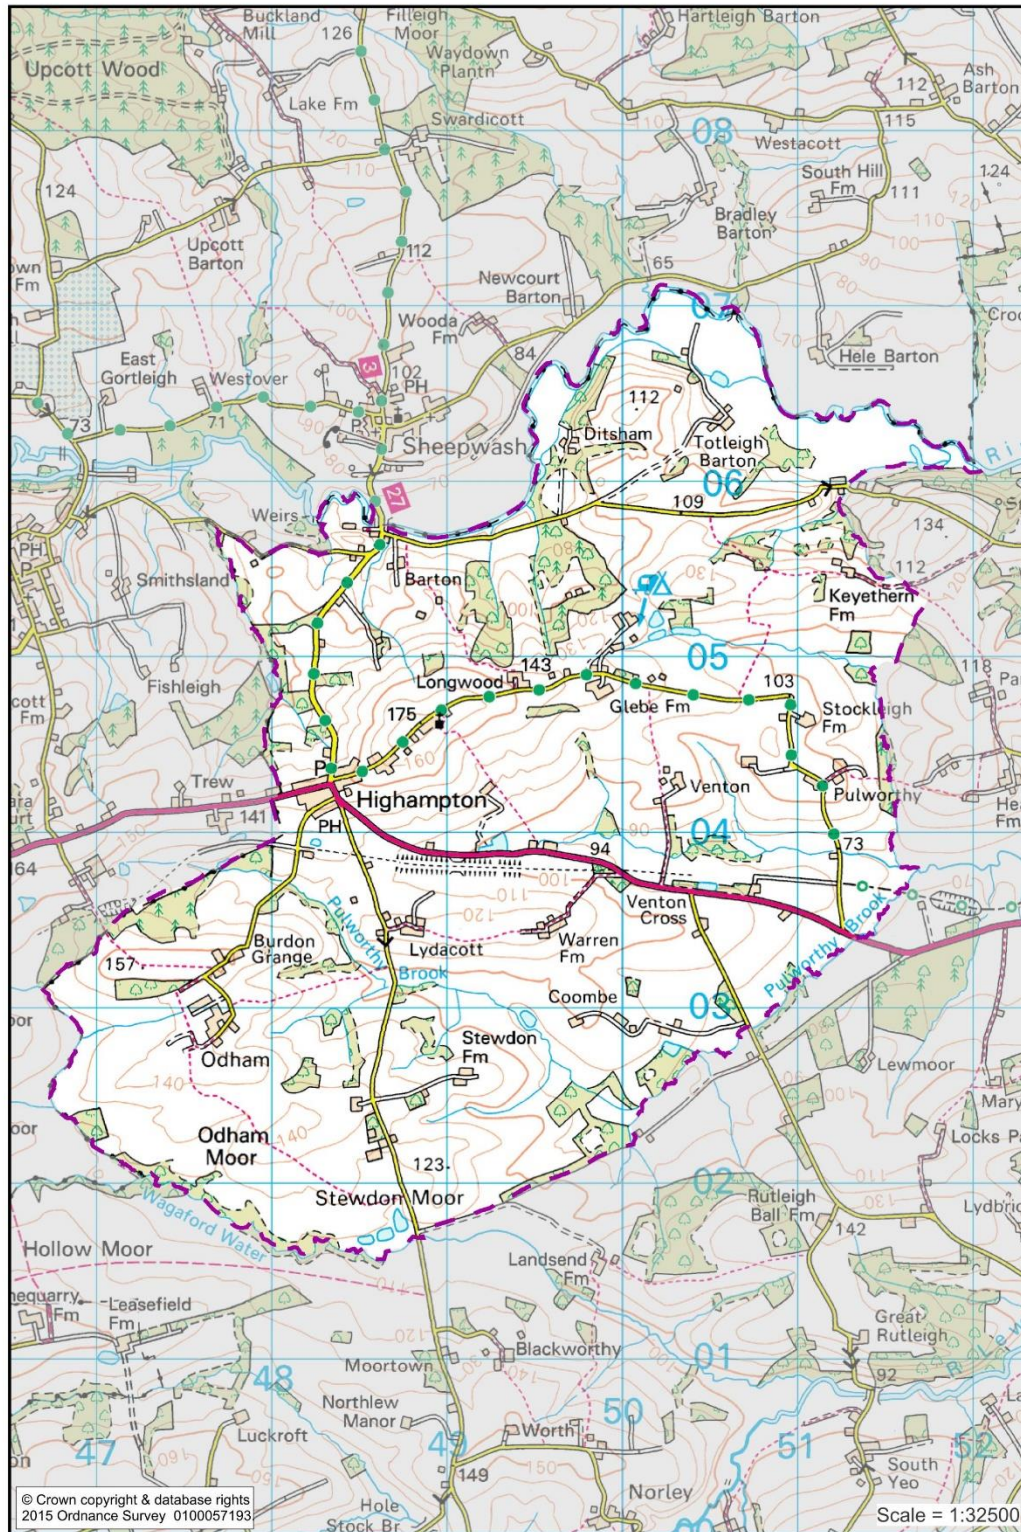 Buckland
Mill
126
Filleigh
Moor
Waydown
Plantn
Hartleigh Barton
Upcott Wood
Lake Fm
Swardicott
112
Ash
Barton
115
08
Westacott
South Hill
Fm
111
124
124
110
Upcott
Barton
112
Bradley
Barton
Newcourt
Barton
65
07
Wooda
Fm
East
Gortleigh
Westover
3
102
PH
84
Hele Barton
73
71
P
Sheepwash
112
Ditsham
Totleigh
Barton
06
27
Weirs
109
134
PH
P
Smithsland
Barton
130
112
Keyethern
Fm
05
Fishleigh
Longwood
143
103
118
175
Glebe Fm
Stockleigh
Fm
160
P
Trew
141
Highampton
PH
Venton
Pulworthy
04
73
94
164
Venton
Cross
Pulworthy Brook
Burdon
Grange
157
Pulworthy
Brook
Lydacott
Warren
Fm
Pulworthy Brook
Coombe
03
Odham
Stewdon
Fm
Lewmoor
140
Odham
Moor
140
123
Stewdon Moor
02
Rutleigh
Ball Fm
142
Wagaford Water
Hollow Moor
Landsend
Fm
Leasefield
Fm
Great
Rutleigh
Moortown
Blackworthy
01
92
48
Northlew
Manor
50
Luckroft
47
49
Worth
51
52
149
South
Yeo
Norley
Hole
Stock Br
© Crown copyright & database rights
2015 Ordnance Survey 0100057193
Scale = 1:32500